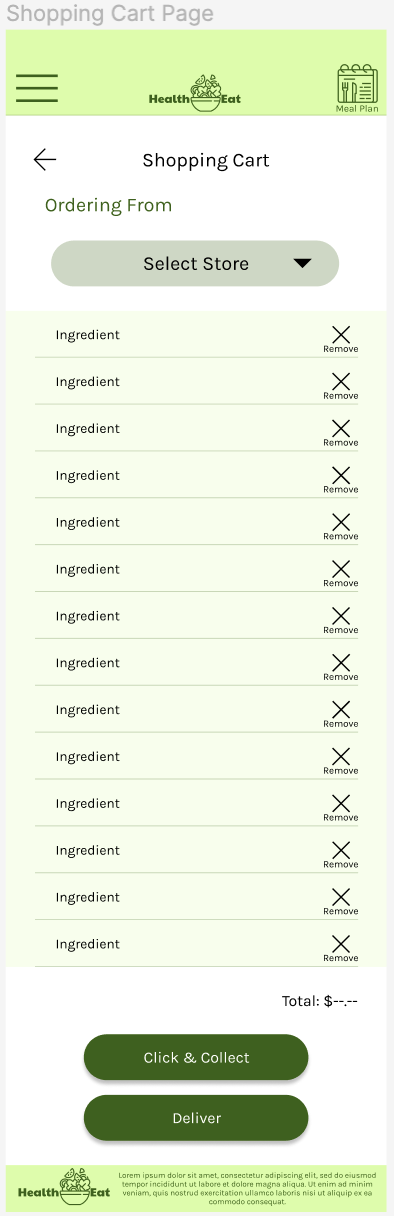 Shopping Cart Page
Health Eat
Meal Plan
Shopping Cart
Ordering From
Select Store
Ingredient
Remove
Ingredient
Remove
Ingredient
Remove
Ingredient
Remove
Ingredient
Remove
Ingredient
Remove
Ingredient
Remove
Ingredient
Remove
Ingredient
Remove
Ingredient
Remove
Ingredient
Remove
Ingredient
Remove
Ingredient
Remove
Ingredient
Remove
Total: $--.--
Click & Collect
Deliver
Health Eat
Lorem ipsum dolor sit amet, consectetur adipiscing elit, sed do eiusmod
tempor incididunt ut labore et dolore magna aliqua. Ut enim ad minim
veniam, quis nostrud exercitation ullamco laboris nisi ut aliquip ex ea
commodo consequat.